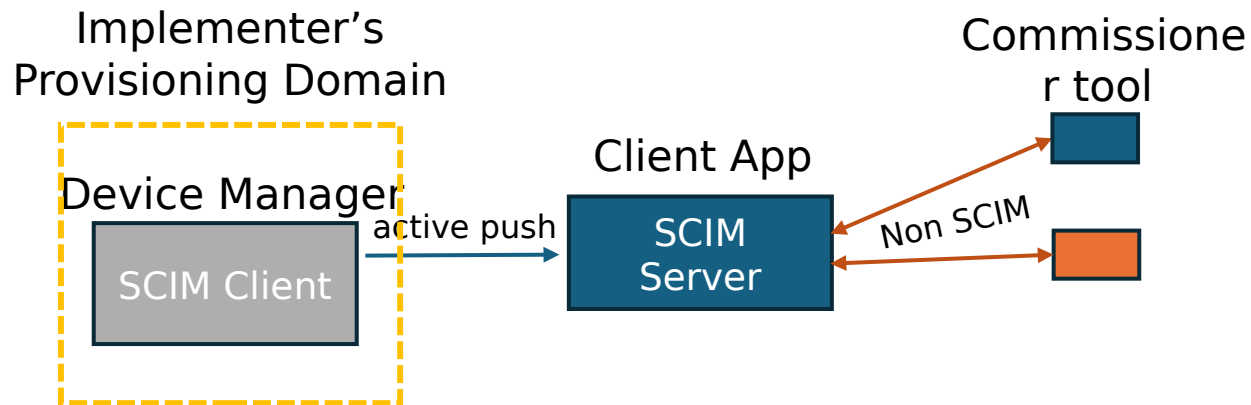 Implementer’s
Provisioning Domain
Commissione
r tool
Client App
Device Manager
active push
SCIM
Server
Non SCIM
SCIM Client